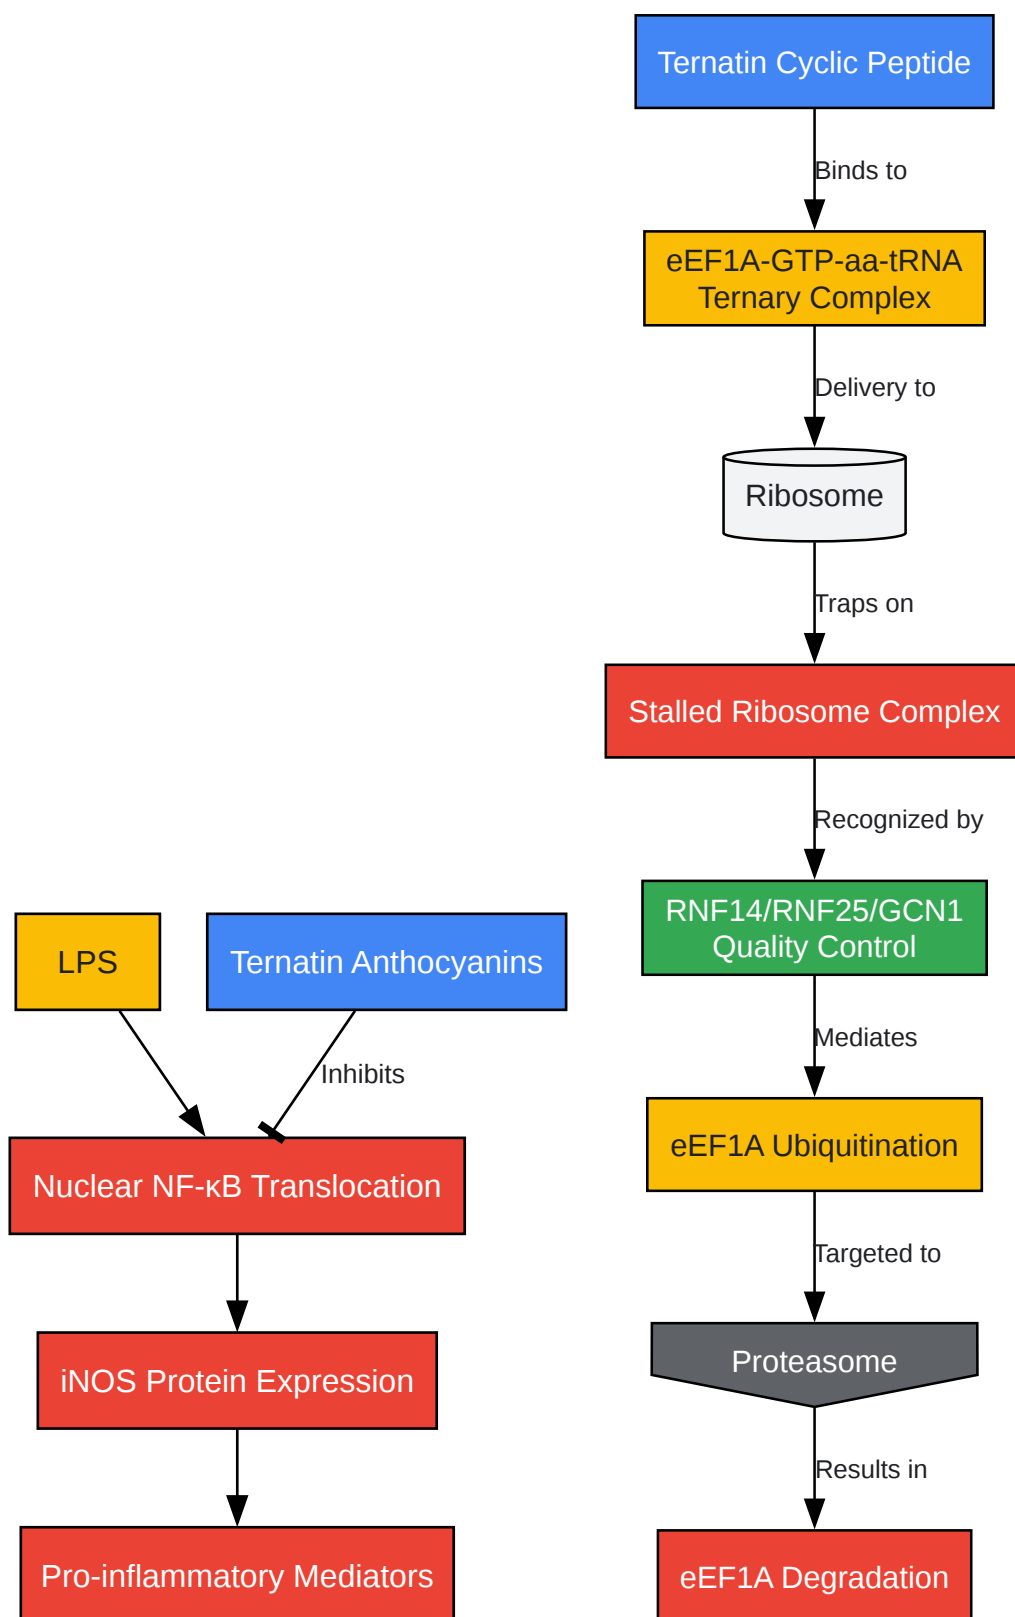 Ternatin Cyclic Peptide
Binds to
eEF1A-GTP-aa-tRNA
Ternary Complex
Delivery to
Ribosome
Traps on
Stalled Ribosome Complex
Recognized by
RNF14/RNF25/GCN1
Quality Control
Mediates
eEF1A Ubiquitination
Targeted to
Proteasome
Results in
eEF1A Degradation
LPS
Ternatin Anthocyanins
Inhibits
Nuclear NF-κB Translocation
iNOS Protein Expression
Pro-inflammatory Mediators